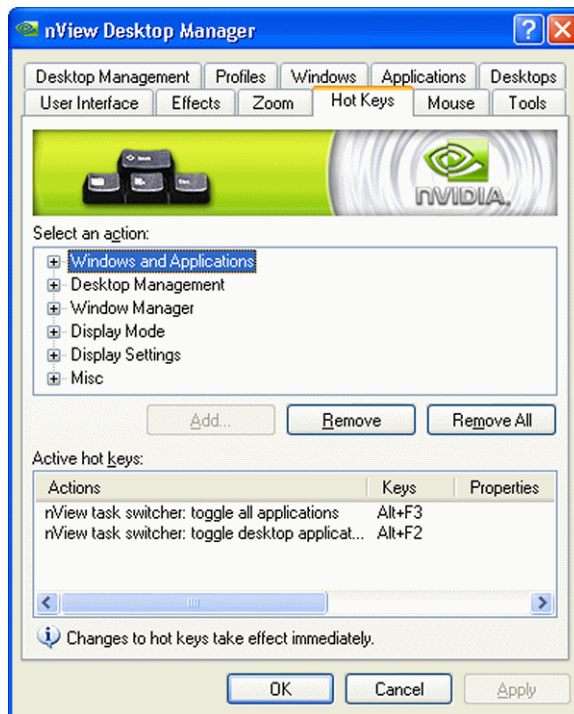 nView Desktop Manager
Desktop Management Profiles Windows Applications Desktops
User Interface Effects Zoom Hot Keys Mouse Tools
nVIDIA.
Select an action:
Windows and Applications
Desktop Management
Window Manager
Display Mode
Display Settings
Misc
Add... Remove Remove All
Active hot keys:
Actions Keys Properties
nView task switcher: toggle all applications Alt+F3
nView task switcher: toggle desktop applicat... Alt+F2
Changes to hot keys take effect immediately.
OK Cancel Apply